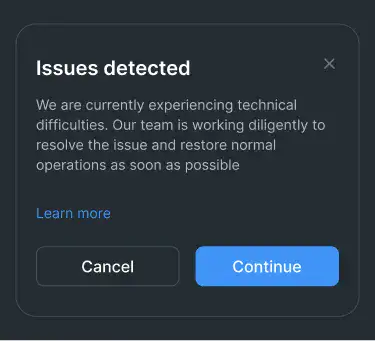 Issues detected
We are currently experiencing technical
difficulties. Our team is working diligently to
resolve the issue and restore normal
operations as soon as possible
Learn more
Cancel
Continue